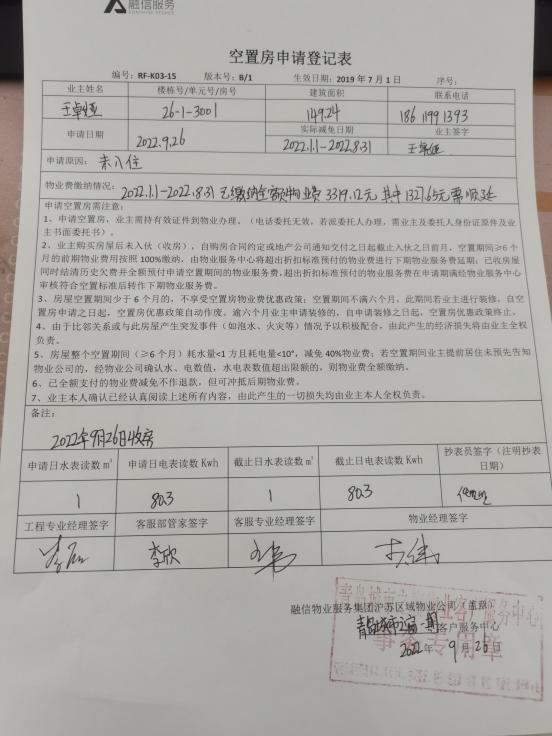 融信服务
空置房申请登记表
编号：RF-K03-15 版本号：B/1 生效日期：2019年7月1日 序号：
业主姓名 楼栋号/单元号/房号 建筑面积 联系电话
26-1-3001 149.24 186 1199 1393
申请日期 2022.9.26 实际减免日期 业主签字
2022.1.1-2022.8.31
申请原因：未入住
物业费缴纳情况：2022.1.1-2022.8.31已缴纳全额物业费3319.12元 其中1327.65元需顺延
申请空置房需注意：
1、申请空置房，业主需持有效证件到物业办理，（电话委托无效，若派委托人办理，需业主及委托人身份证原件及业
主书面委托书）。
2、业主购买房屋后未入伙（收房），自购房合同约定或地产公司通知交付之日起截止入伙之日前月，空置期间≥6个
月的前期物业费用按照100%缴纳，由物业服务中心将超出折扣标准预付的物业费进行下期物业服务费延期；已收房屋
同时结清历史欠费并全额预付申请空置期间的物业服务费，超出折扣标准预付的物业服务费在申请期满经物业服务中心
审核符合空置标准后转作下期物业服务费。
3、房屋空置期间少于6个月的，不享受空置房物业费优惠政策；空置期间不满六个月，此期间若业主进行装修，自空
置房申请之日起，空置房优惠政策自动作废。逾六个月业主申请装修的，自申请装修之日起，空置房优惠政策终止。
4、由于比邻关系或与此房屋产生突发事件（如泡水、火灾等）情况予以积极配合，由此产生的经济损失将由业主全权
负责。
5、房屋整个空置期间（≥6个月）耗水量<1方且耗电量<10°，减免40%物业费；若空置期间业主提前居住未预先告知
物业公司的，经物业公司确认水、电数值，水电表数值超出限额的，则物业费全额缴纳。
6、已全额支付的物业费减免不作退款，但可冲抵后期物业费。
7、业主本人确认已经认真阅读上述所有内容，由此产生的一切损失均由业主本人全权负责。
备注：
2022年9月26日收房
申请日水表读数m³ 申请日电表读数Kwh 截止日水表读数m³ 截止日电表读数Kwh 抄表员签字（注明抄表
日期）
1 803 1 803
工程专业经理签字 客服部管家签字 客服专业经理签字 物业经理签字
李欣
融信物业服务集团沪苏区域物业公司（盖章）
客户服务中心
2022年9月26日